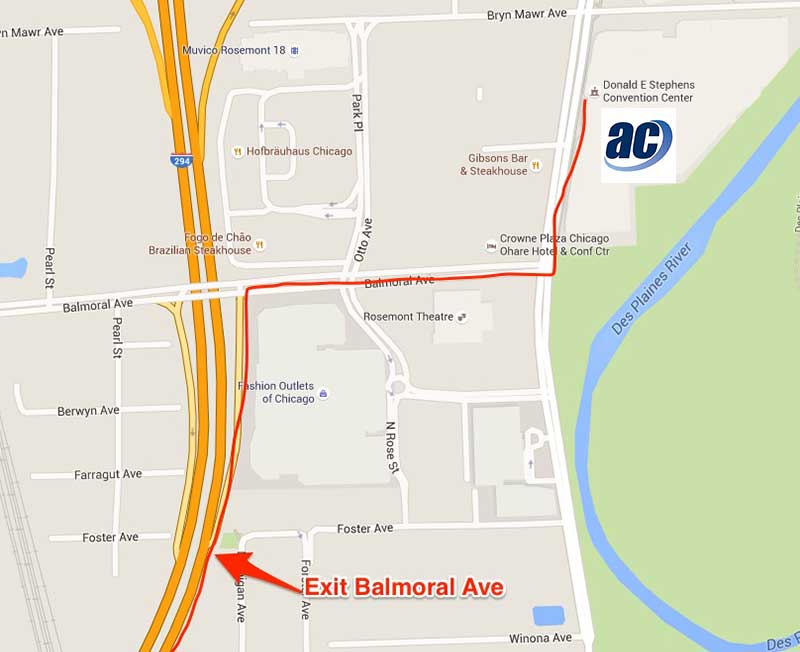 Bryn Mawr Ave
yn Mawr Ave
Muvico Rosemont 18
Donald E Stephens
Convention Center
Park Pl
ac
294
Hofbräuhaus Chicago
Gibsons Bar
& Steakhouse
Otto Ave
Fogo de Chão
Brazilian Steakhouse
Crowne Plaza Chicago
Ohare Hotel & Conf Ctr
Pearl St
Des Plaines River
Balmoral Ave
Balmoral Ave
Rosemont Theatre
Pearl St
Fashion Outlets
of Chicago
Berwyn Ave
N Rose St
Farragut Ave
Foster Ave
Foster Ave
Exit Balmoral Ave
Winona Ave
Des P